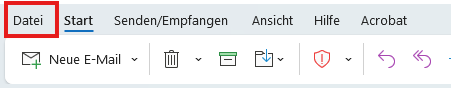 Datei Start Senden/Empfangen Ansicht Hilfe Acrobat
Neue E-Mail